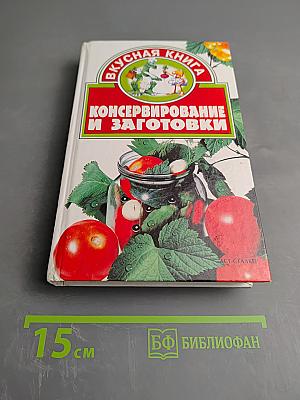 ВКУСНАЯ КНИГА
КОНСЕРВИРОВАНИЕ
И ЗАГОТОВКИ
15 см
БФ БИБЛИОФАН